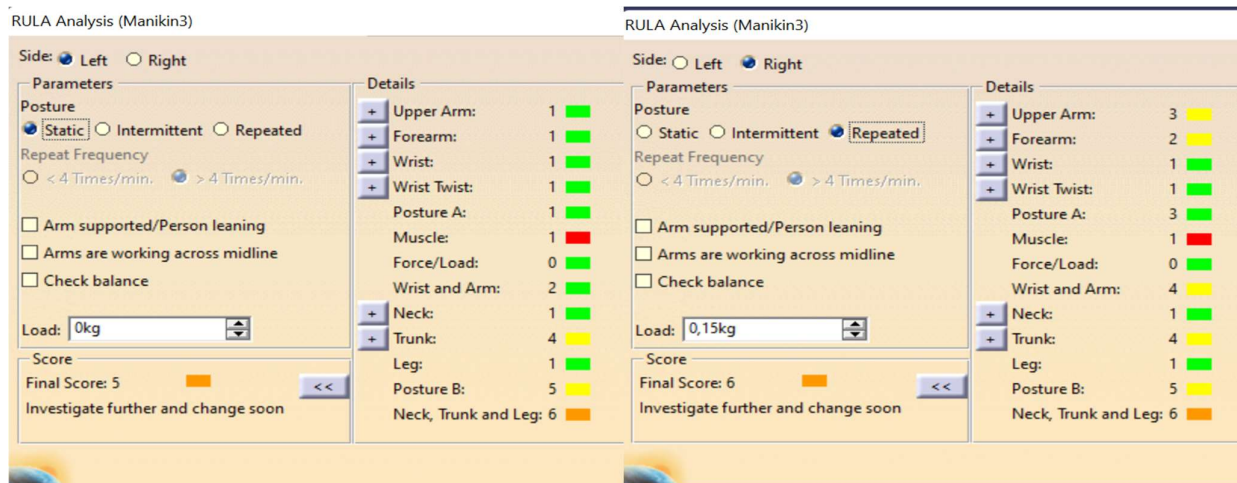 RULA Analysis (Manikin3)
Side: Left Right
Parameters
Posture
Static Intermittent Repeated
Repeat Frequency
< 4 Times/min. > 4 Times/min.
Arm supported/Person leaning
Arms are working across midline
Check balance
Load: 0kg
Score
Final Score: 5
<<
Investigate further and change soon
Details
+ Upper Arm: 1
+ Forearm: 1
+ Wrist: 1
+ Wrist Twist: 1
Posture A: 1
Muscle: 1
Force/Load: 0
Wrist and Arm: 2
+ Neck: 1
+ Trunk: 4
Leg: 1
Posture B: 5
Neck, Trunk and Leg: 6
RULA Analysis (Manikin3)
Side: Left Right
Parameters
Posture
Static Intermittent Repeated
Repeat Frequency
< 4 Times/min. > 4 Times/min.
Arm supported/Person leaning
Arms are working across midline
Check balance
Load: 0,15kg
Score
Final Score: 6
<<
Investigate further and change soon
Details
+ Upper Arm: 3
+ Forearm: 2
+ Wrist: 1
+ Wrist Twist: 1
Posture A: 3
Muscle: 1
Force/Load: 0
Wrist and Arm: 4
+ Neck: 1
+ Trunk: 4
Leg: 1
Posture B: 5
Neck, Trunk and Leg: 6